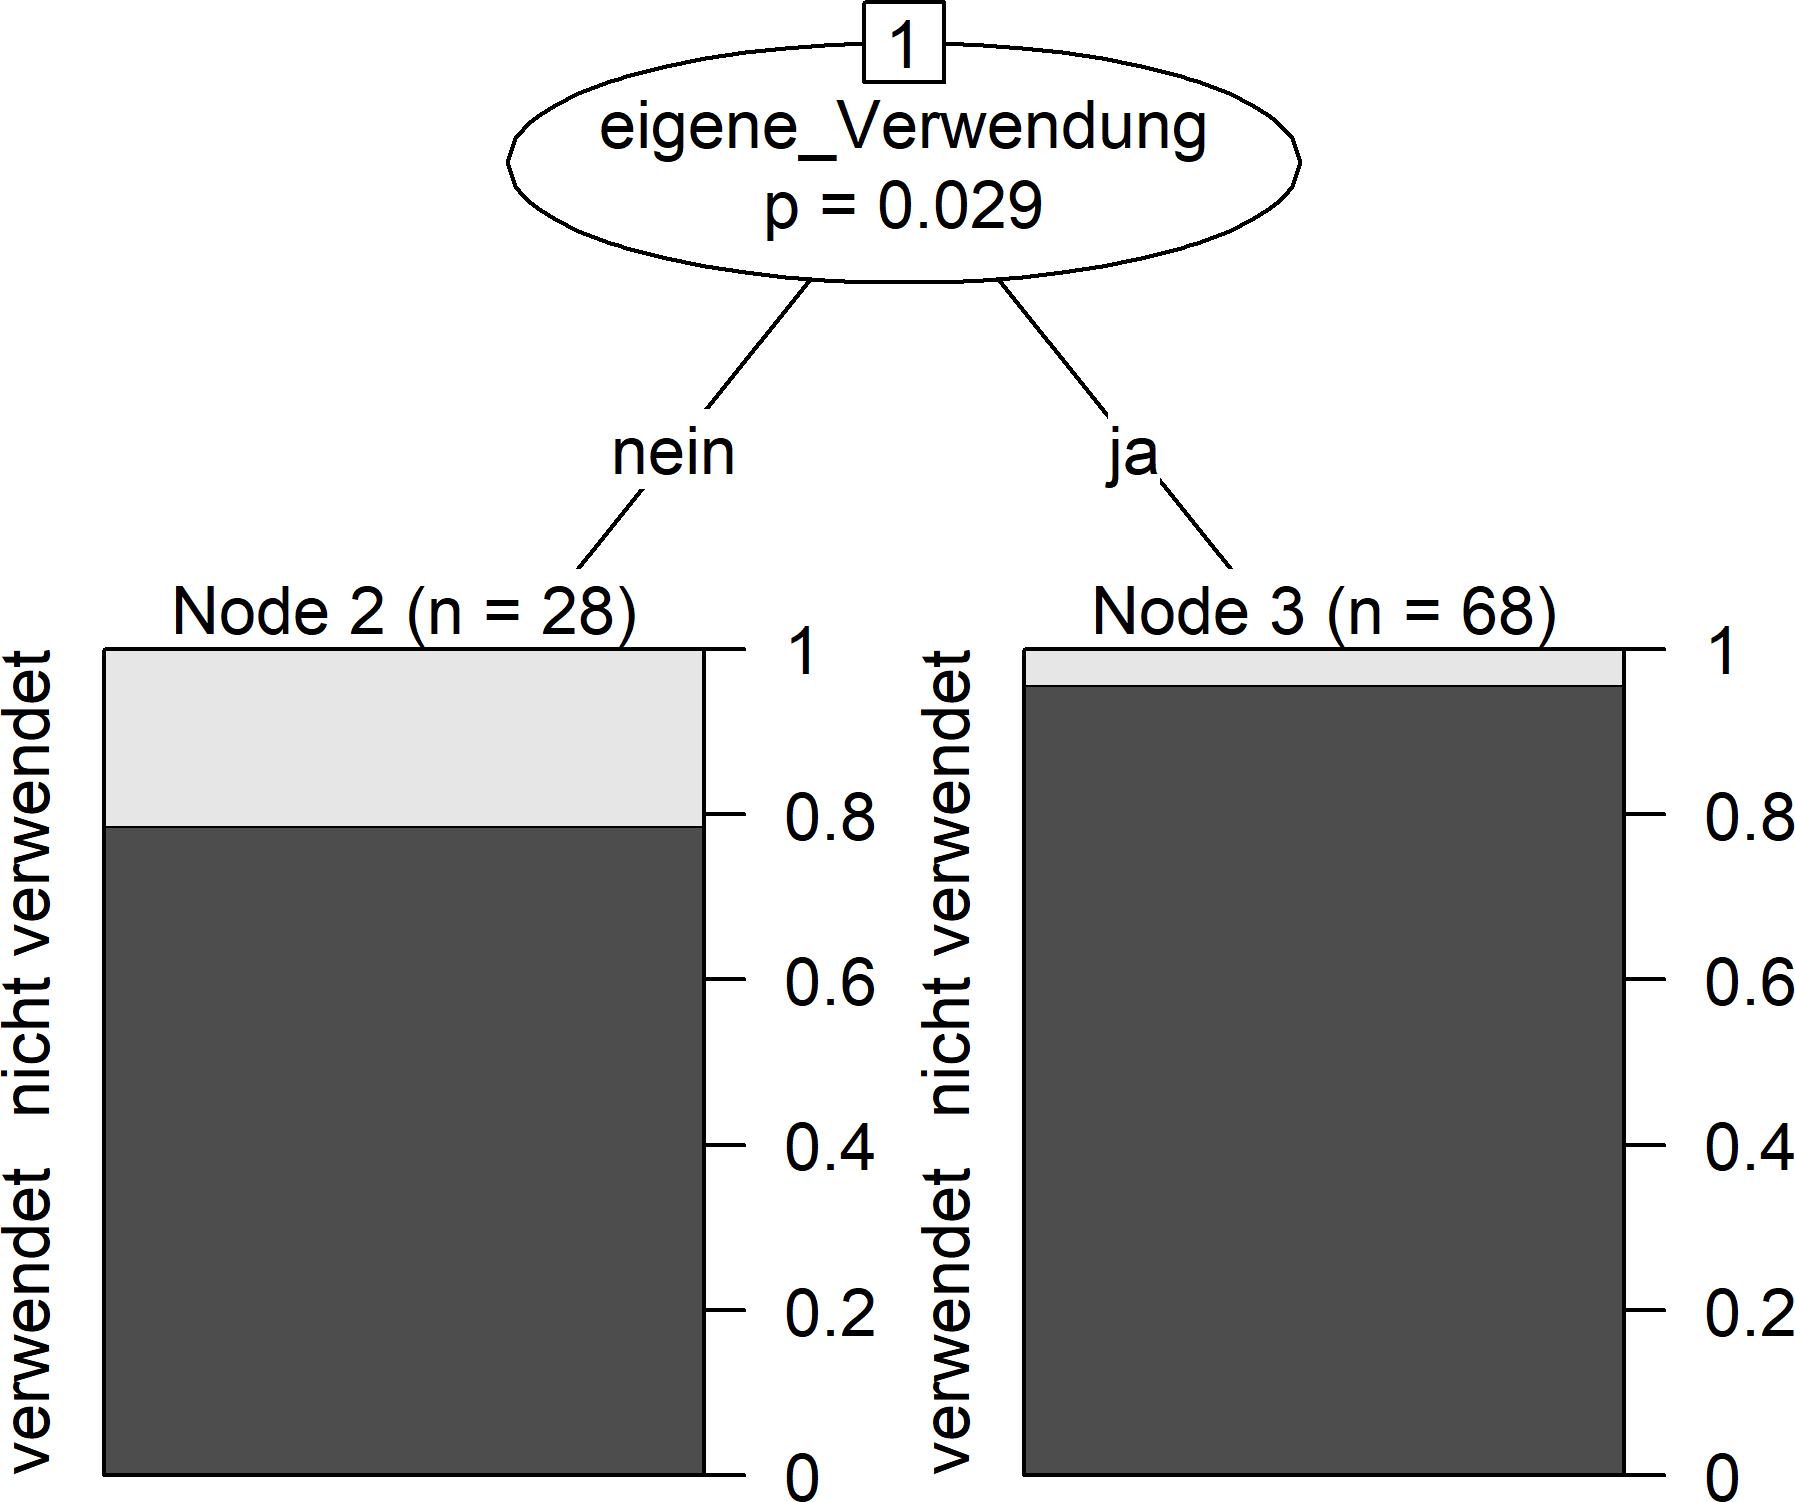 1
eigene_Verwendung
p = 0.029
nein
ja
Node 2 (n = 28)
verwendet nicht verwendet
1
0.8
0.6
0.4
0.2
0
Node 3 (n = 68)
verwendet nicht verwendet
1
0.8
0.6
0.4
0.2
0